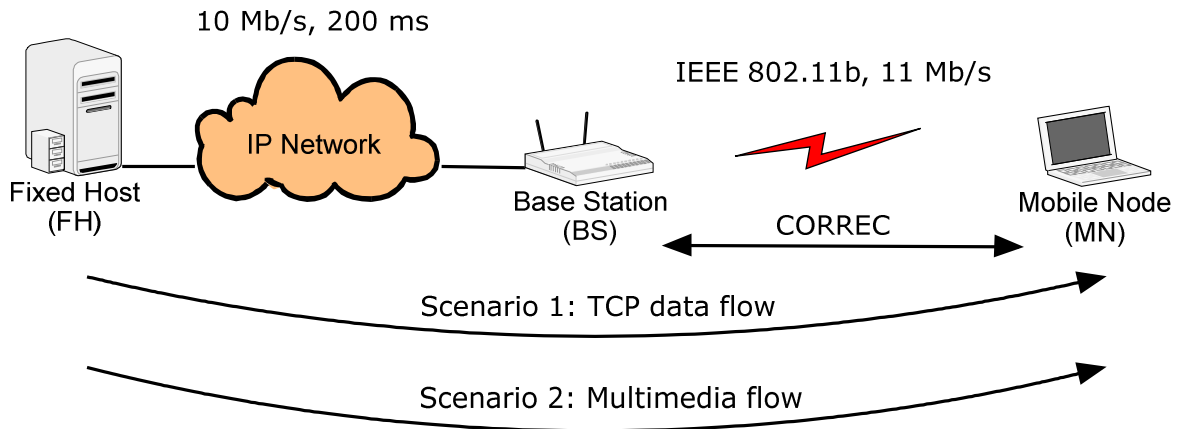 10 Mb/s, 200 ms
IEEE 802.11b, 11 Mb/s
IP Network
Fixed Host
(FH)
Base Station
(BS)
Mobile Node
(MN)
CORREC
Scenario 1: TCP data flow
Scenario 2: Multimedia flow